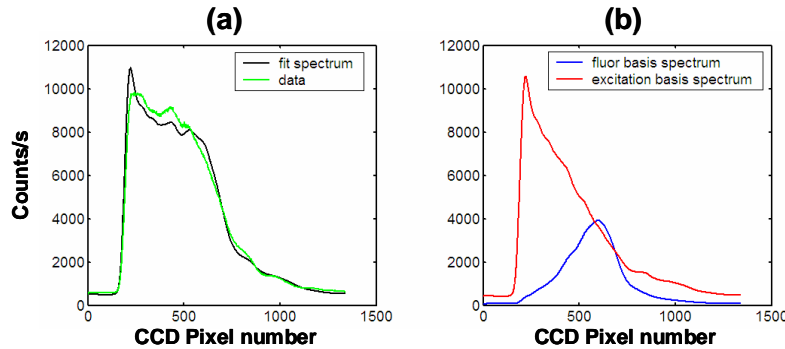 (a)
(b)
12000
10000
8000
6000
4000
2000
0
0
500
1000
1500
Counts/s
CCD Pixel number
fit spectrum
data
12000
10000
8000
6000
4000
2000
0
0
500
1000
1500
CCD Pixel number
fluor basis spectrum
excitation basis spectrum